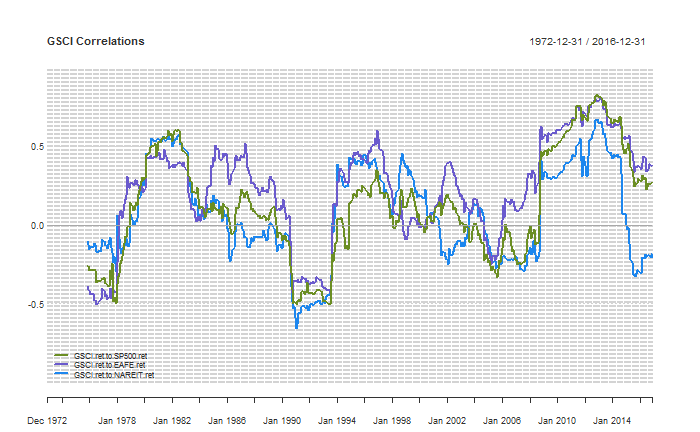 GSCI Correlations
1972-12-31 / 2016-12-31
0.5
0.0
-0.5
GSCI.ret.to.SP500.ret
GSCI.ret.to.EAFE.ret
GSCI.ret.to.NAREIT.ret
Dec 1972 Jan 1978 Jan 1982 Jan 1986 Jan 1990 Jan 1994 Jan 1998 Jan 2002 Jan 2006 Jan 2010 Jan 2014